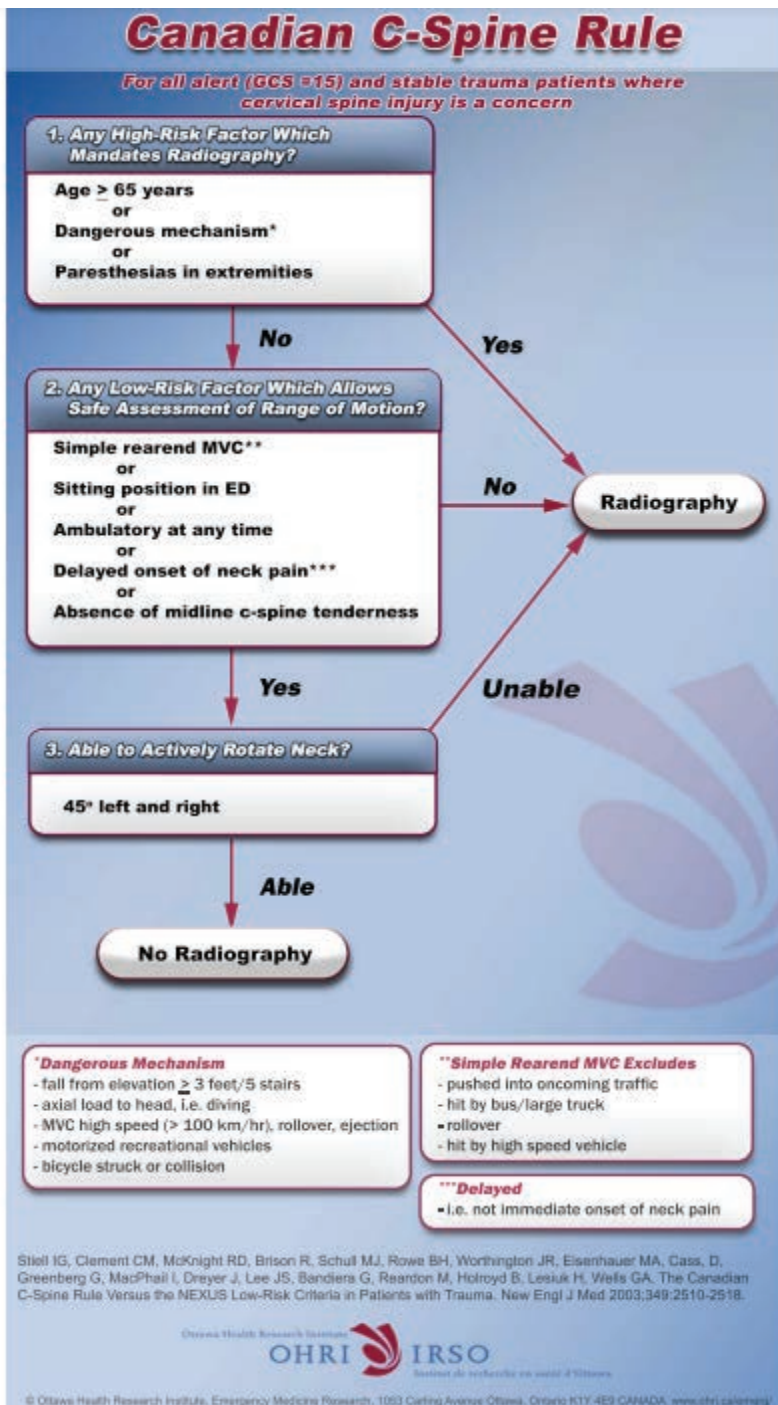 Canadian C-Spine Rule
For all alert (GCS =15) and stable trauma patients where
cervical spine injury is a concern
1. Any High-Risk Factor Which
Mandates Radiography?
Age ≥ 65 years
or
Dangerous mechanism*
or
Paresthesias in extremities
No
Yes
2. Any Low-Risk Factor Which Allows
Safe Assessment of Range of Motion?
Simple rearend MVC**
or
Sitting position in ED
or
Ambulatory at any time
or
Delayed onset of neck pain***
or
Absence of midline c-spine tenderness
No
Radiography
Yes
Unable
3. Able to Actively Rotate Neck?
45° left and right
Able
No Radiography
*Dangerous Mechanism
- fall from elevation ≥ 3 feet/5 stairs
- axial load to head, i.e. diving
- MVC high speed (> 100 km/hr), rollover, ejection
- motorized recreational vehicles
- bicycle struck or collision
**Simple Rearend MVC Excludes
- pushed into oncoming traffic
- hit by bus/large truck
- rollover
- hit by high speed vehicle
***Delayed
- i.e. not immediate onset of neck pain
Stiell IG, Clement CM, McKnight RD, Brison R, Schull MJ, Rowe BH, Worthington JR, Eisenhauer MA, Cass, D,
Greenberg G, MacPhail I, Dreyer J, Lee JS, Bandiera G, Reardon M, Holroyd B, Lesiuk H, Wells GA. The Canadian
C-Spine Rule Versus the NEXUS Low-Risk Criteria in Patients with Trauma. New Engl J Med 2003;349:2510-2518.
Ottawa Health Research Institute
OHRI IRSO
Institut de recherche en santé d'Ottawa
© Ottawa Health Research Institute, Emergency Medicine Research, 1053 Carling Avenue Ottawa, Ontario K1Y 4E9 CANADA